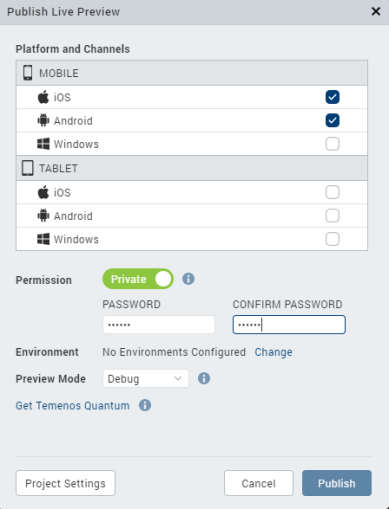 Publish Live Preview
Platform and Channels
MOBILE
iOS
Android
Windows
TABLET
iOS
Android
Windows
Permission Private
PASSWORD CONFIRM PASSWORD
•••••• ••••••
Environment No Environments Configured Change
Preview Mode Debug
Get Temenos Quantum
Project Settings Cancel Publish